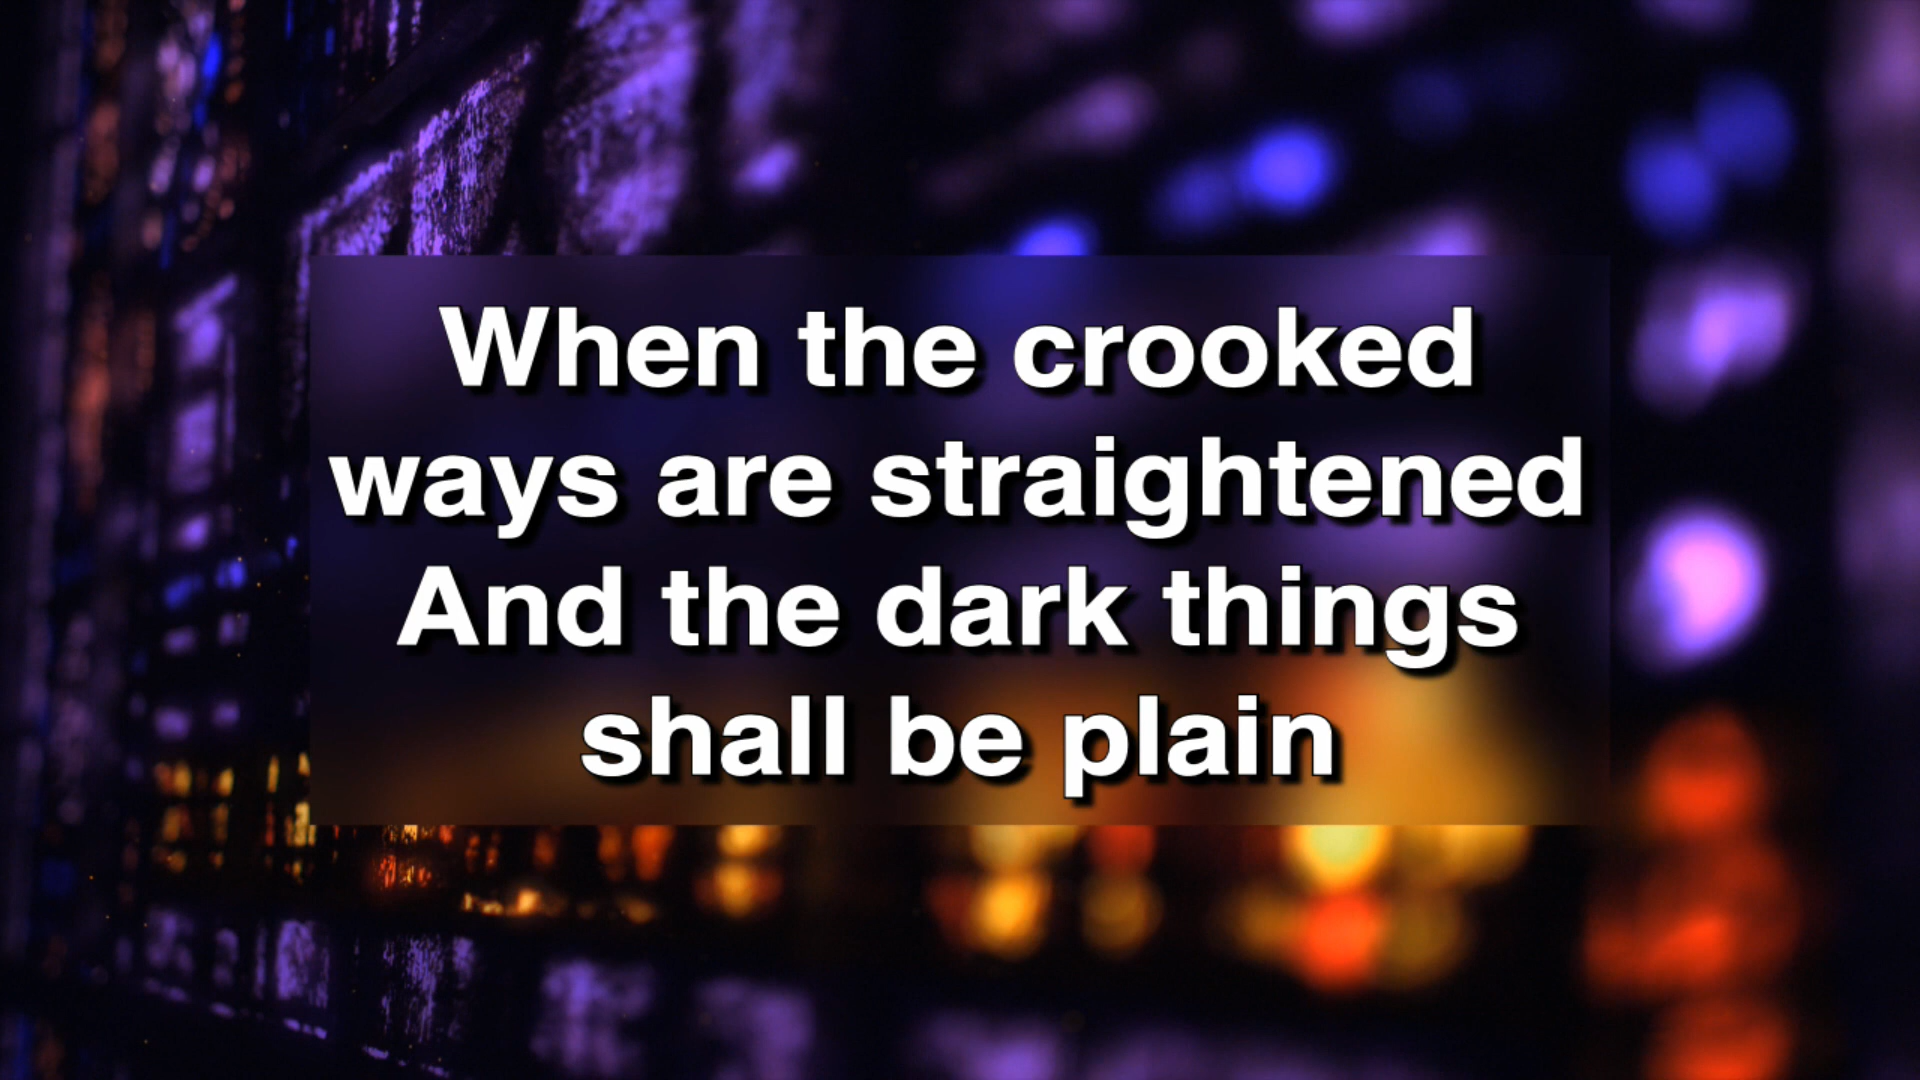 When the crooked
ways are straightened
And the dark things
shall be plain